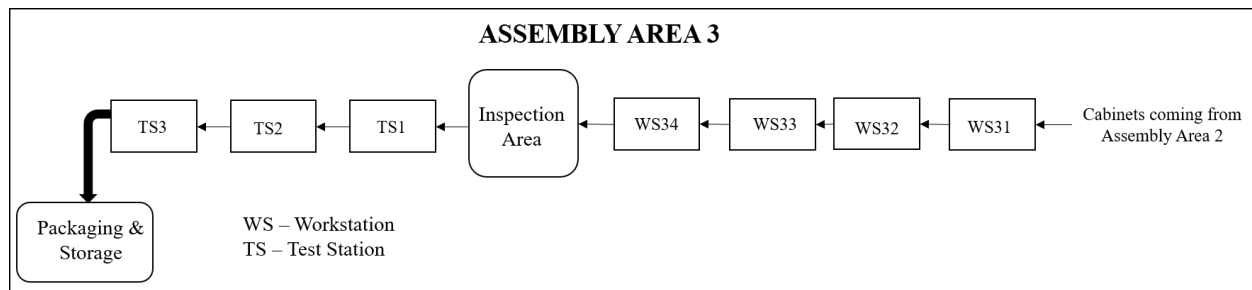 ASSEMBLY AREA 3
TS3
TS2
TS1
Inspection
Area
WS34
WS33
WS32
WS31
Cabinets coming from
Assembly Area 2
Packaging &
Storage
WS – Workstation
TS – Test Station